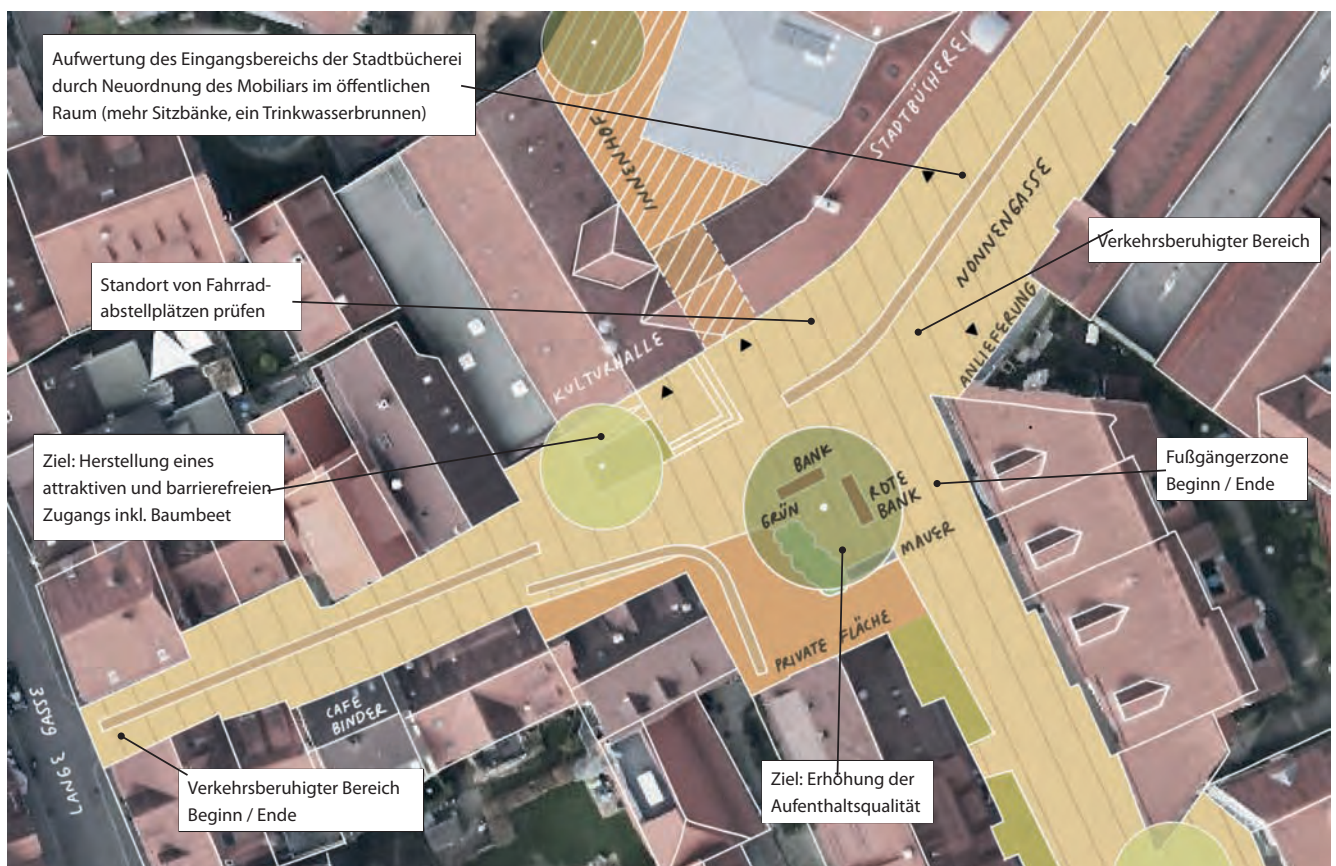 Aufwertung des Eingangsbereichs der Stadtbücherei
durch Neuordnung des Mobiliars im öffentlichen
Raum (mehr Sitzbänke, ein Trinkwasserbrunnen)
STADTBÜCHEREI
INNENHOF
NONNENGASSE
Verkehrsberuhigter Bereich
Standort von Fahrrad-
abstellplätzen prüfen
ANLIEFERUNG
KULTURHALLE
Ziel: Herstellung eines
attraktiven und barrierefreien
Zugangs inkl. Baumbeet
BANK
ROTE
BANK
GRÜN
Fußgängerzone
Beginn / Ende
MAUER
PRIVATE FLÄCHE
CAFÉ
BINDER
LANGE GASSE
Verkehrsberuhigter Bereich
Beginn / Ende
Ziel: Erhöhung der
Aufenthaltsqualität